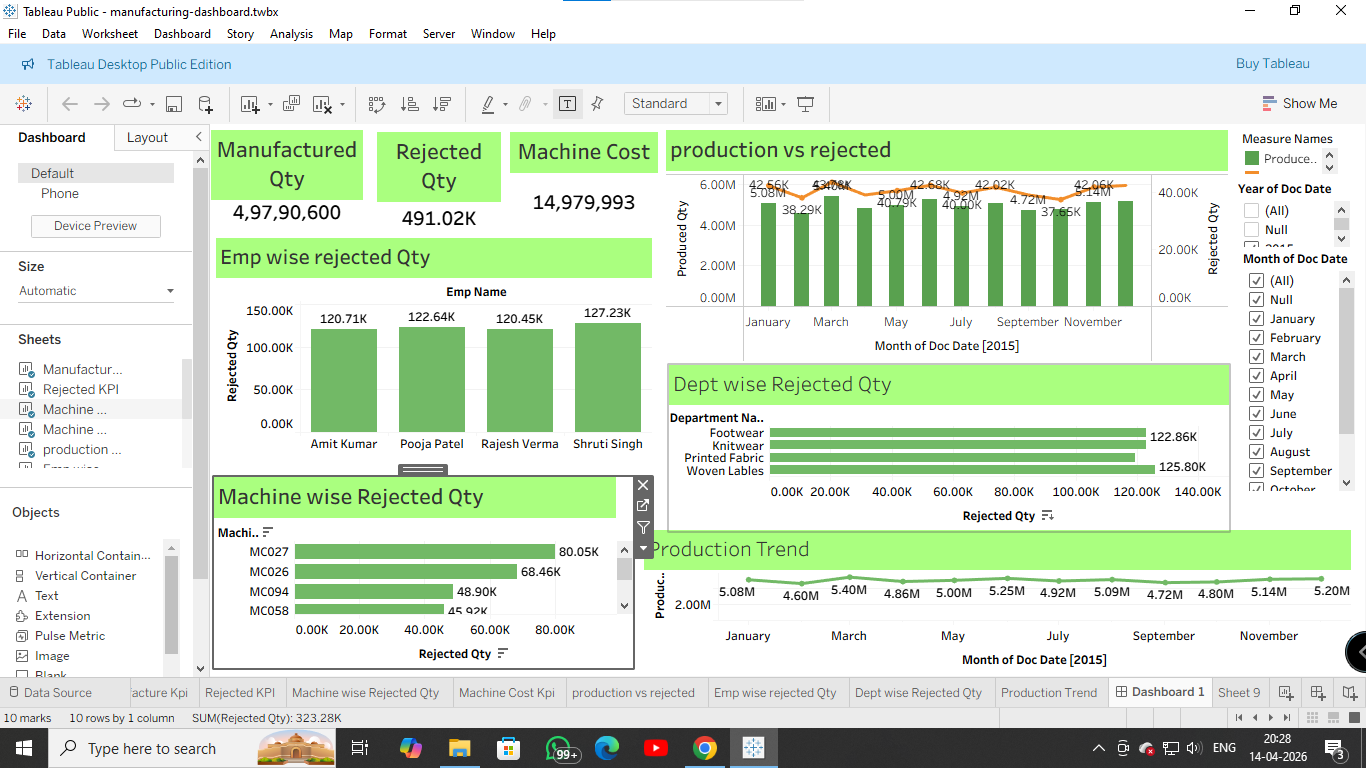 Tableau Public - manufacturing-dashboard.twbx
File Data Worksheet Dashboard Story Analysis Map Format Server Window Help
Tableau Desktop Public Edition
Buy Tableau
Standard
Show Me
Dashboard
Layout
Default
Phone
Device Preview
Size
Automatic
Sheets
Manufactur...
Rejected KPI
Machine ...
Machine ...
production ...
Objects
Horizontal Contain...
Vertical Container
Text
Extension
Pulse Metric
Image
Blank
Manufactured
Qty
4,97,90,600
Rejected
Qty
491.02K
Machine Cost
14,979,993
Emp wise rejected Qty
Emp Name
Rejected Qty
150.00K
100.00K
50.00K
0.00K
120.71K
122.64K
120.45K
127.23K
Amit Kumar
Pooja Patel
Rajesh Verma
Shruti Singh
Machine wise Rejected Qty
Machi..
MC027
80.05K
MC026
68.46K
MC094
48.90K
MC058
45.92K
0.00K 20.00K 40.00K 60.00K 80.00K
Rejected Qty
production vs rejected
Produced Qty
6.00M
4.00M
2.00M
0.00M
42.56K
5.08M
38.29K
5.40M
5.00M
40.79K
42.68K
4.92M
40.00K
42.02K
4.72M
37.65K
42.06K
5.14M
40.00K
20.00K
0.00K
Rejected Qty
January March May July September November
Month of Doc Date [2015]
Dept wise Rejected Qty
Department Na..
Footwear
Knitwear
Printed Fabric
Woven Lables
122.86K
125.80K
0.00K 20.00K 40.00K 60.00K 80.00K 100.00K 120.00K 140.00K
Rejected Qty
Production Trend
Produc..
2.00M
5.08M
4.60M
5.40M
4.86M
5.00M
5.25M
4.92M
5.09M
4.72M
4.80M
5.14M
5.20M
January March May July September November
Month of Doc Date [2015]
Measure Names
Produce..
Year of Doc Date
(All)
Null
2015
Month of Doc Date
(All)
Null
January
February
March
April
May
June
July
August
September
October
Data Source
acture Kpi
Rejected KPI
Machine wise Rejected Qty
Machine Cost Kpi
production vs rejected
Emp wise rejected Qty
Dept wise Rejected Qty
Production Trend
Dashboard 1
Sheet 9
10 marks 10 rows by 1 column SUM(Rejected Qty): 323.28K
Type here to search
99+
ENG
20:28
14-04-2026
3